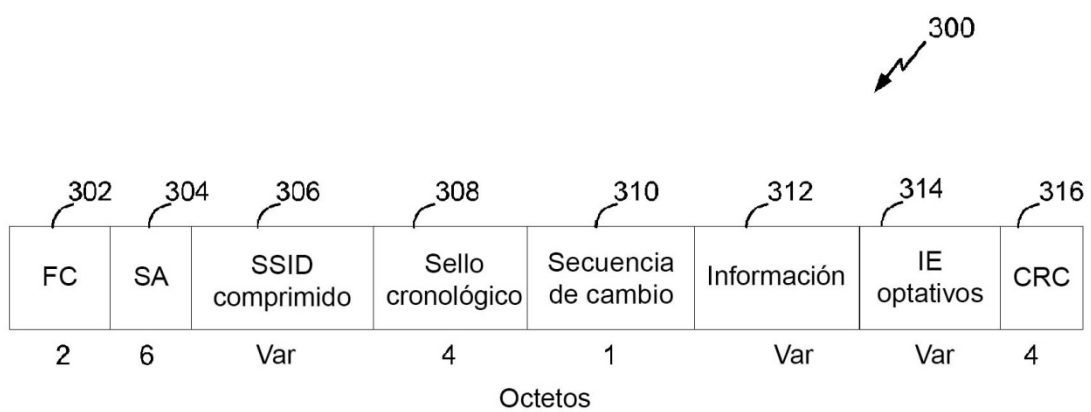 300
302 304 306 308 310 312 314 316
FC SA SSID comprimido Sello cronológico Secuencia de cambio Información IE optativos CRC
2 6 Var 4 1 Var Var 4
Octetos